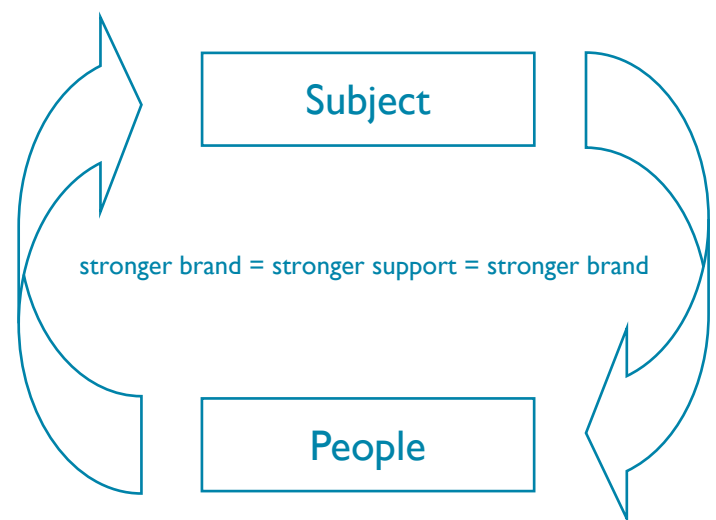 Subject
stronger brand = stronger support = stronger brand
People